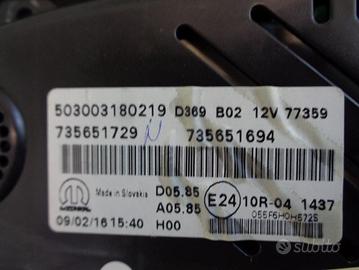 503003180219 D369 B02 12V 77359
735651729 N 735651694
Made in Slovakia
D05.85
A05.85
E24
10R-04 1437
MOPAR
09/02/16 15:40
H00
subito